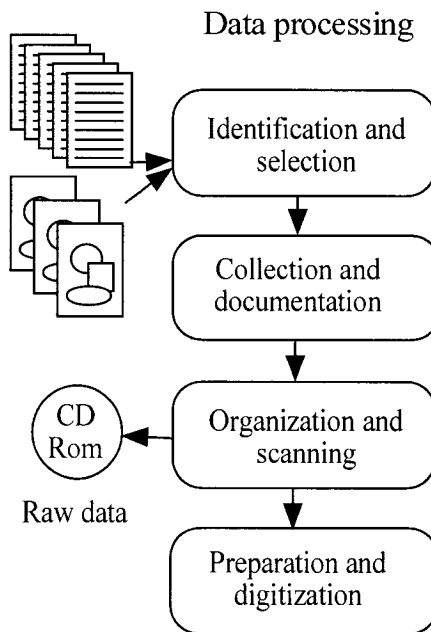 Data processing
Identification and
selection
Collection and
documentation
Organization and
scanning
CD
Rom
Raw data
Preparation and
digitization